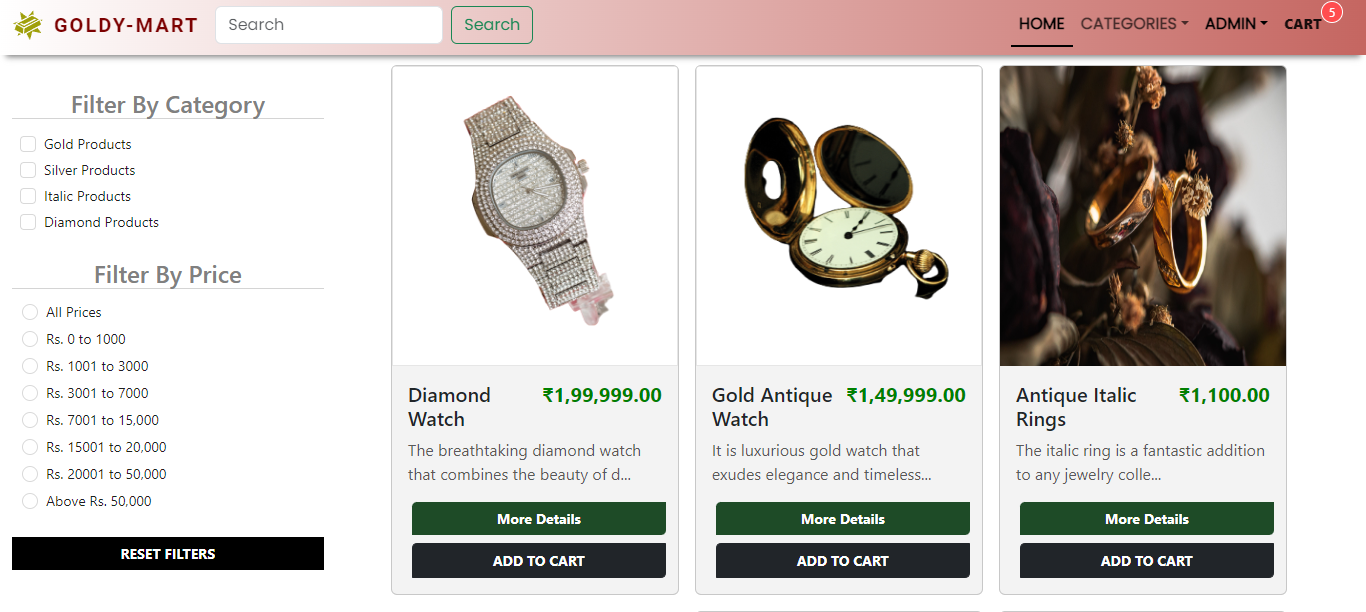 GOLDY-MART Search Search HOME CATEGORIES ADMIN CART 5
Filter By Category
Gold Products
Silver Products
Italic Products
Diamond Products
Filter By Price
All Prices
Rs. 0 to 1000
Rs. 1001 to 3000
Rs. 3001 to 7000
Rs. 7001 to 15,000
Rs. 15001 to 20,000
Rs. 20001 to 50,000
Above Rs. 50,000
RESET FILTERS
Diamond Watch
₹1,99,999.00
The breathtaking diamond watch
that combines the beauty of d...
More Details
ADD TO CART
Gold Antique Watch
₹1,49,999.00
It is luxurious gold watch that
exudes elegance and timeless...
More Details
ADD TO CART
Antique Italic Rings
₹1,100.00
The italic ring is a fantastic addition
to any jewelry colle...
More Details
ADD TO CART